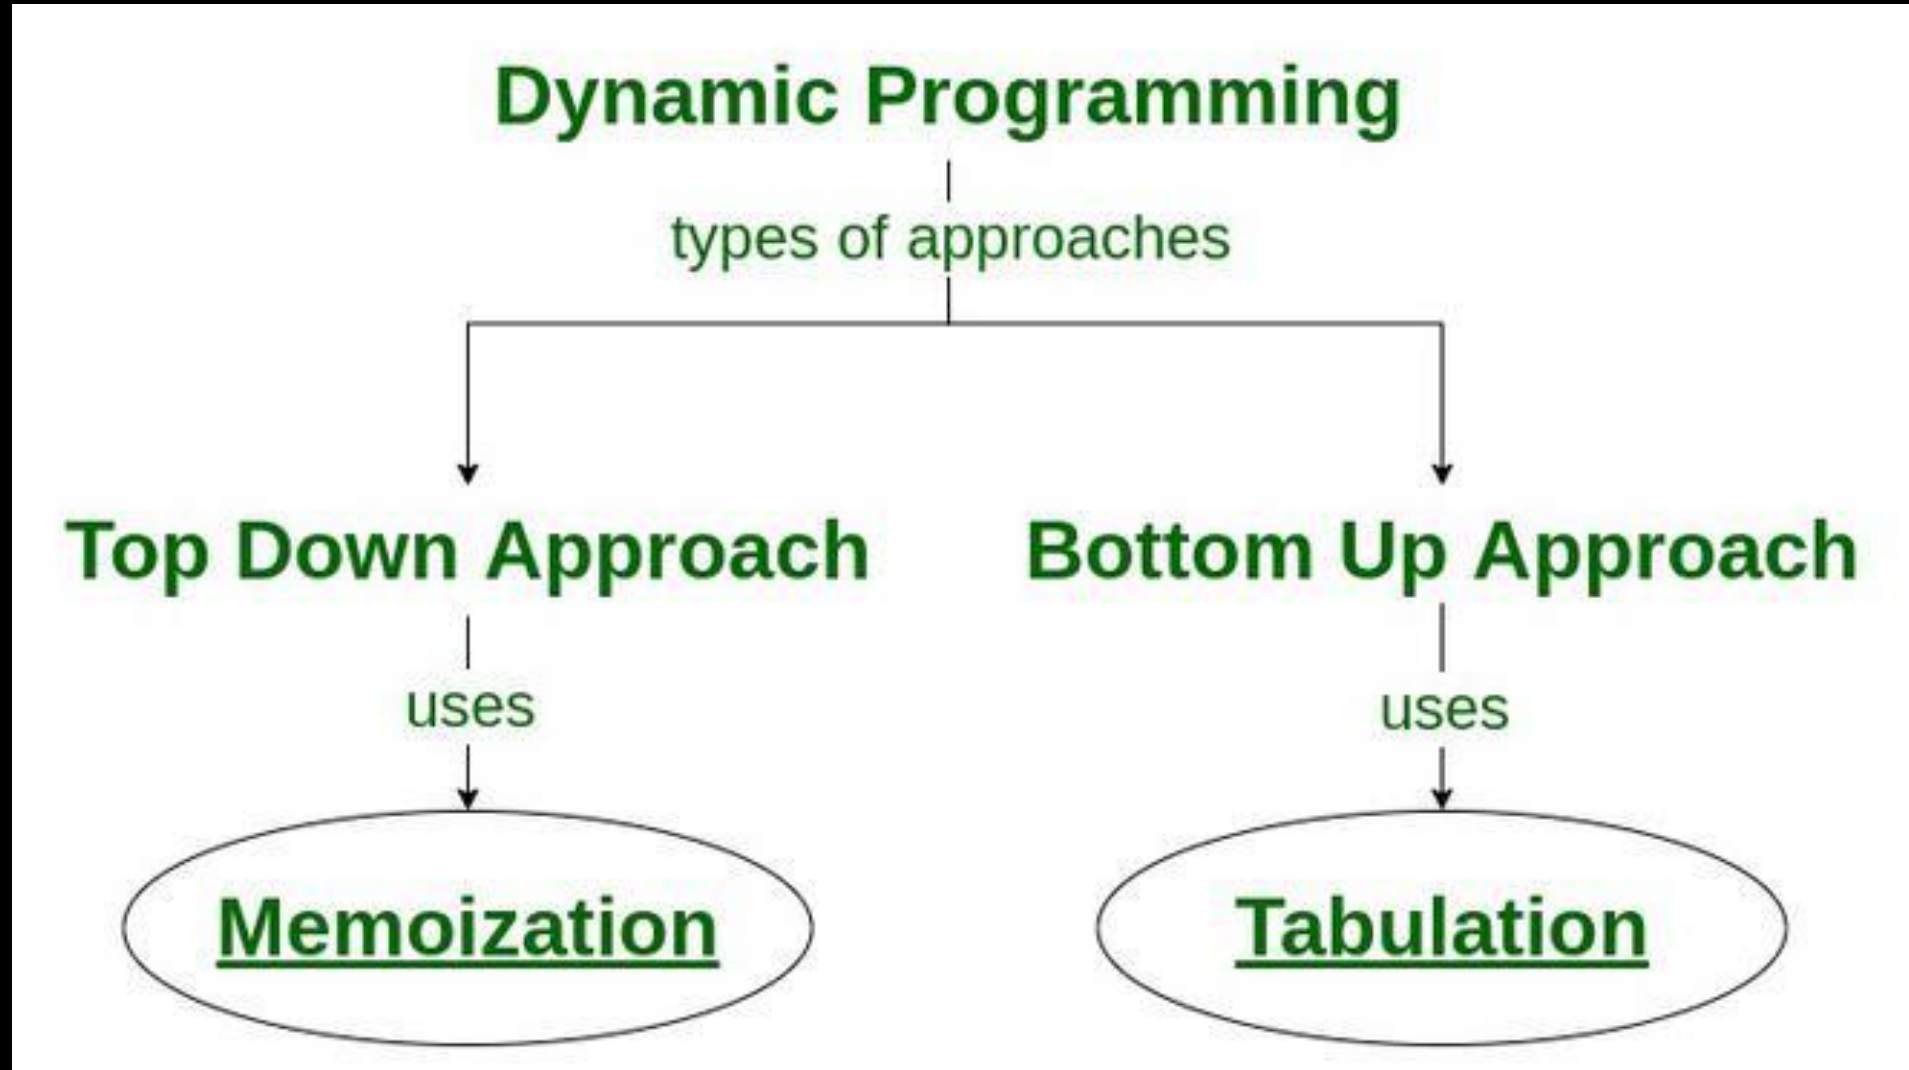 Dynamic Programming
types of approaches
Top Down Approach
Bottom Up Approach
uses
uses
Memoization
Tabulation